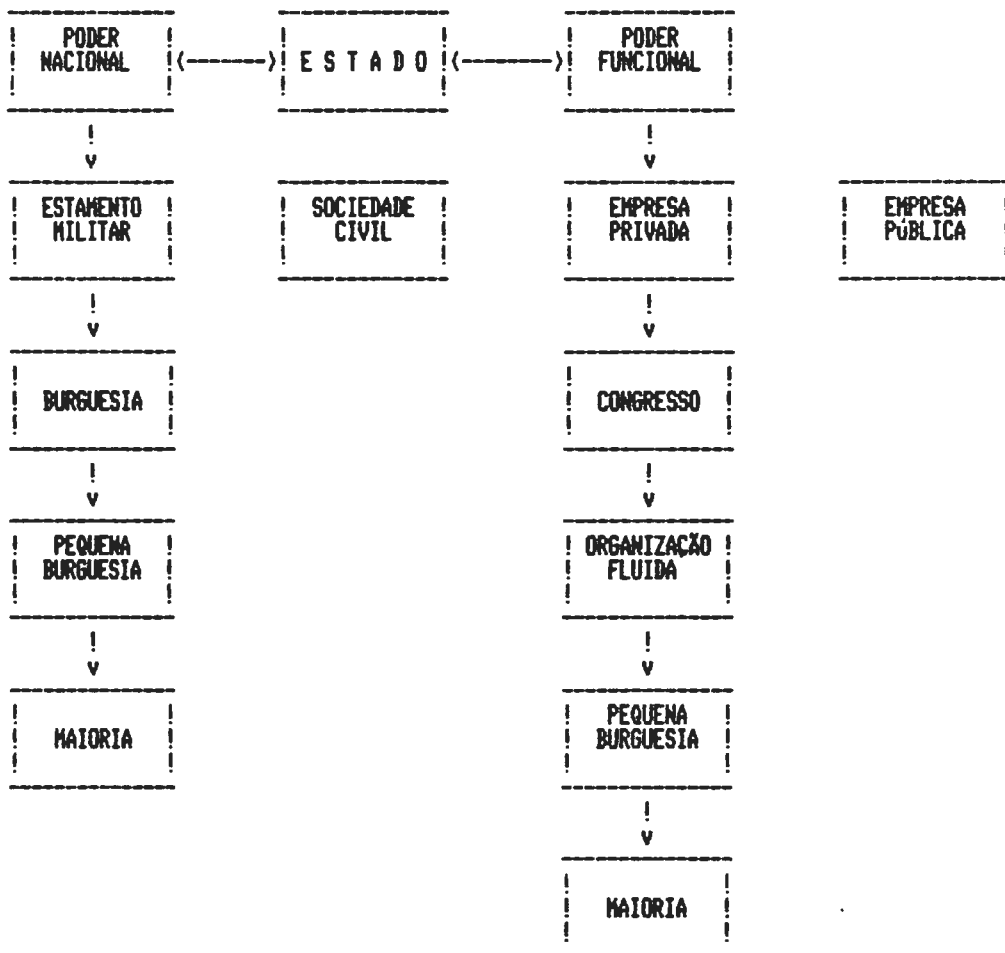 PODER NACIONAL
E S T A D O
PODER FUNCIONAL
ESTAMENTO MILITAR
SOCIEDADE CIVIL
EMPRESA PRIVADA
EMPRESA PúBLICA
BURGUESIA
CONGRESSO
PEQUENA BURGUESIA
ORGANIZAÇÃO FLUIDA
MAIORIA
PEQUENA BURGUESIA
MAIORIA